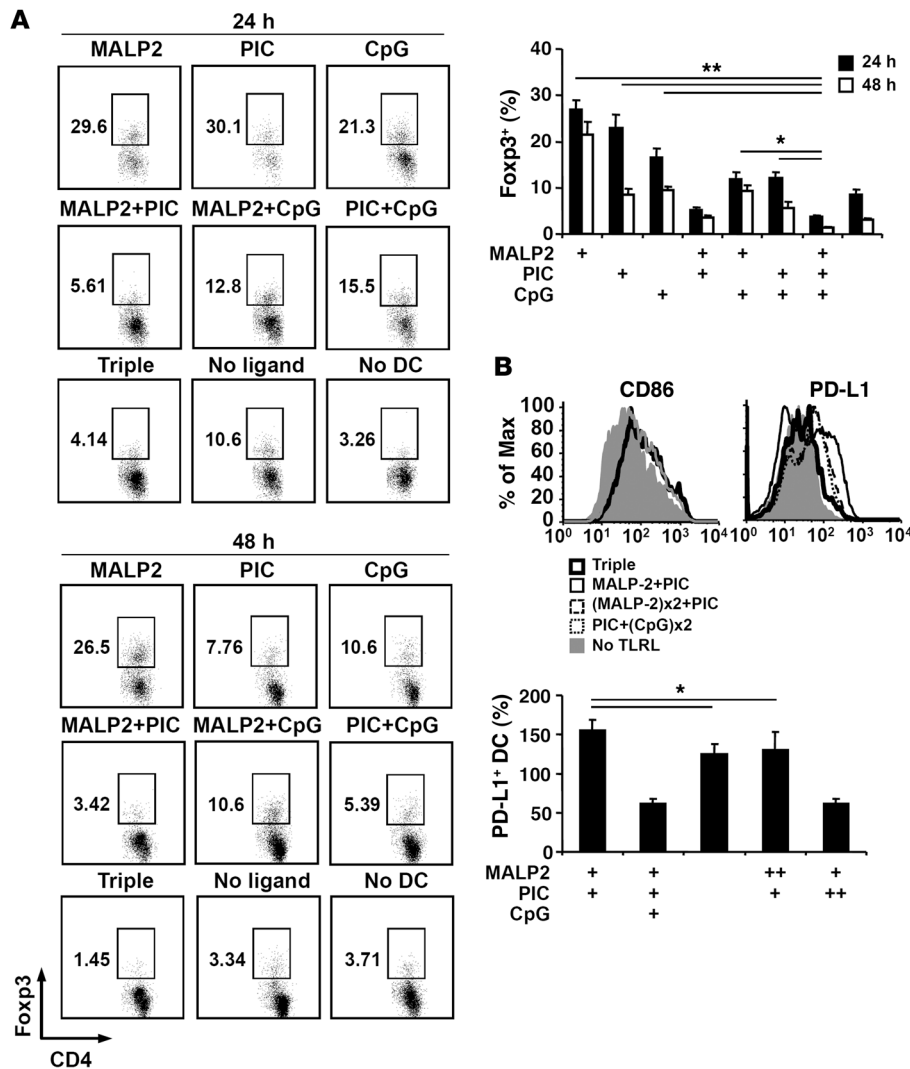 A
24 h
MALP2 PIC CpG
29.6 30.1 21.3
MALP2+PIC MALP2+CpG PIC+CpG
5.61 12.8 15.5
Triple No ligand No DC
4.14 10.6 3.26
48 h
MALP2 PIC CpG
26.5 7.76 10.6
MALP2+PIC MALP2+CpG PIC+CpG
3.42 10.6 5.39
Triple No ligand No DC
1.45 3.34 3.71
Foxp3
CD4
Foxp3+ (%)
40
30
20
10
0
**
*
24 h
48 h
MALP2 + + + +
PIC + + + +
CpG + + + +
B
CD86 PD-L1
% of Max
100
80
60
40
20
0
10⁰ 10¹ 10² 10³ 10⁴ 10⁰ 10¹ 10² 10³ 10⁴
Triple
MALP-2+PIC
(MALP-2)x2+PIC
PIC+(CpG)x2
No TLRL
PD-L1+ DC (%)
200
150
100
50
0
*
MALP2 + + ++ +
PIC + + + ++
CpG +